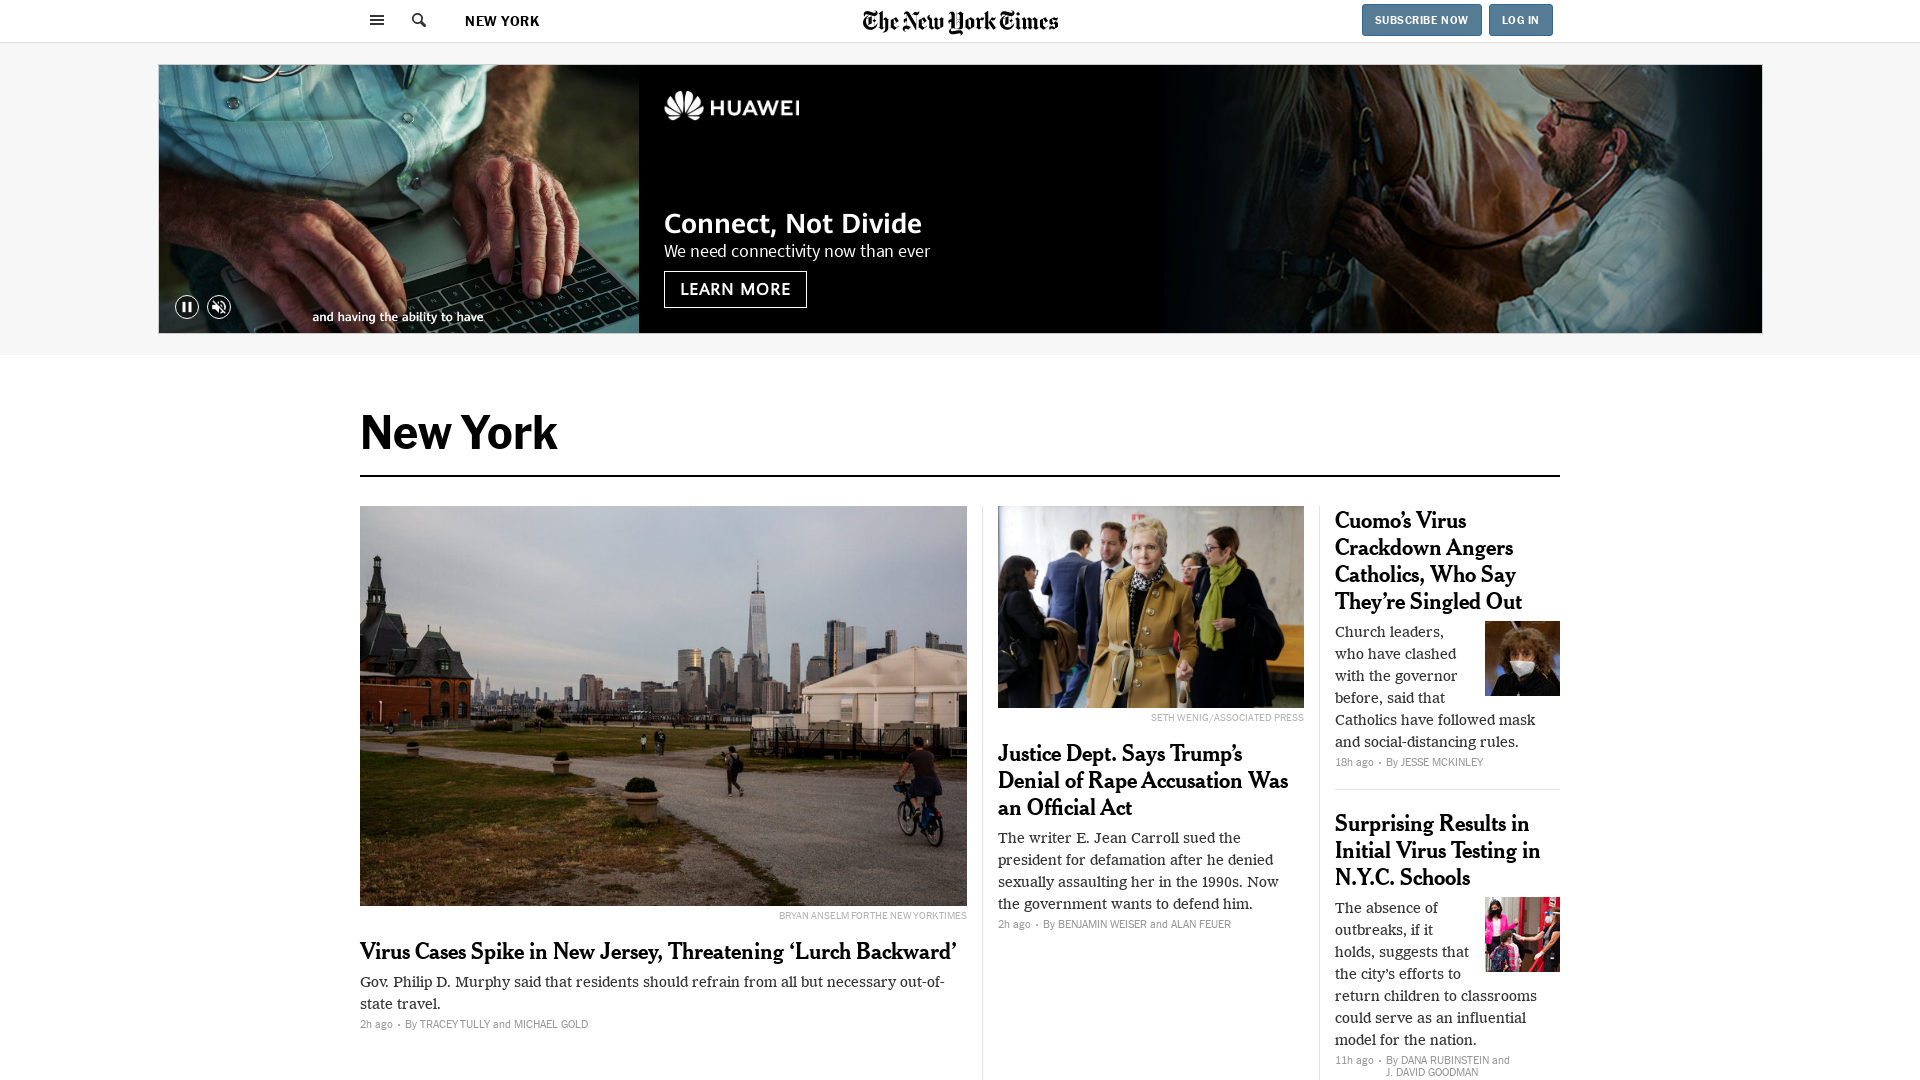 NEW YORK
The New York Times
SUBSCRIBE NOW
LOG IN
HUAWEI
Connect, Not Divide
We need connectivity now than ever
LEARN MORE
and having the ability to have
New York
SETH WENIG/ASSOCIATED PRESS
BRYAN ANSELM FOR THE NEW YORK TIMES
Virus Cases Spike in New Jersey, Threatening ‘Lurch Backward’
Gov. Philip D. Murphy said that residents should refrain from all but necessary out-of-
state travel.
2h ago · By TRACEY TULLY and MICHAEL GOLD
Justice Dept. Says Trump’s
Denial of Rape Accusation Was
an Official Act
The writer E. Jean Carroll sued the
president for defamation after he denied
sexually assaulting her in the 1990s. Now
the government wants to defend him.
2h ago · By BENJAMIN WEISER and ALAN FEUER
Cuomo’s Virus
Crackdown Angers
Catholics, Who Say
They’re Singled Out
Church leaders,
who have clashed
with the governor
before, said that
Catholics have followed mask
and social-distancing rules.
18h ago · By JESSE MCKINLEY
Surprising Results in
Initial Virus Testing in
N.Y.C. Schools
The absence of
outbreaks, if it
holds, suggests that
the city’s efforts to
return children to classrooms
could serve as an influential
model for the nation.
11h ago · By DANA RUBINSTEIN and
J. DAVID GOODMAN